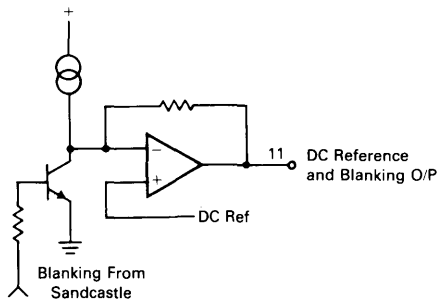 +
−
+
11
DC Reference
and Blanking O/P
DC Ref
Blanking From
Sandcastle